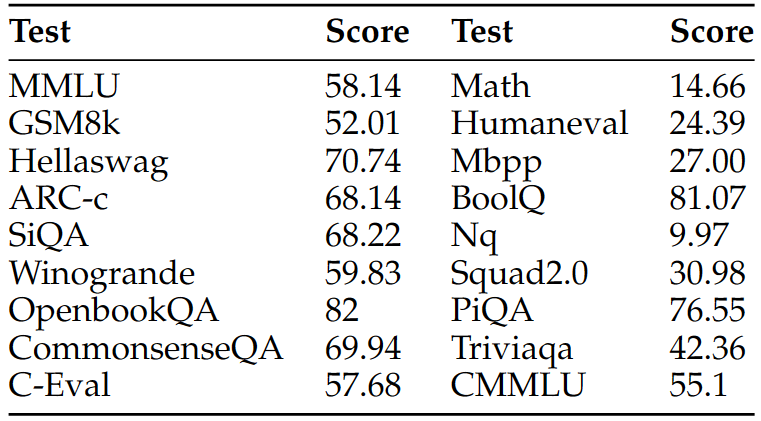 Test Score Test Score
MMLU 58.14 Math 14.66
GSM8k 52.01 Humaneval 24.39
Hellaswag 70.74 Mbpp 27.00
ARC-c 68.14 BoolQ 81.07
SiQA 68.22 Nq 9.97
Winogrande 59.83 Squad2.0 30.98
OpenbookQA 82 PiQA 76.55
CommonsenseQA 69.94 Triviaqa 42.36
C-Eval 57.68 CMMLU 55.1